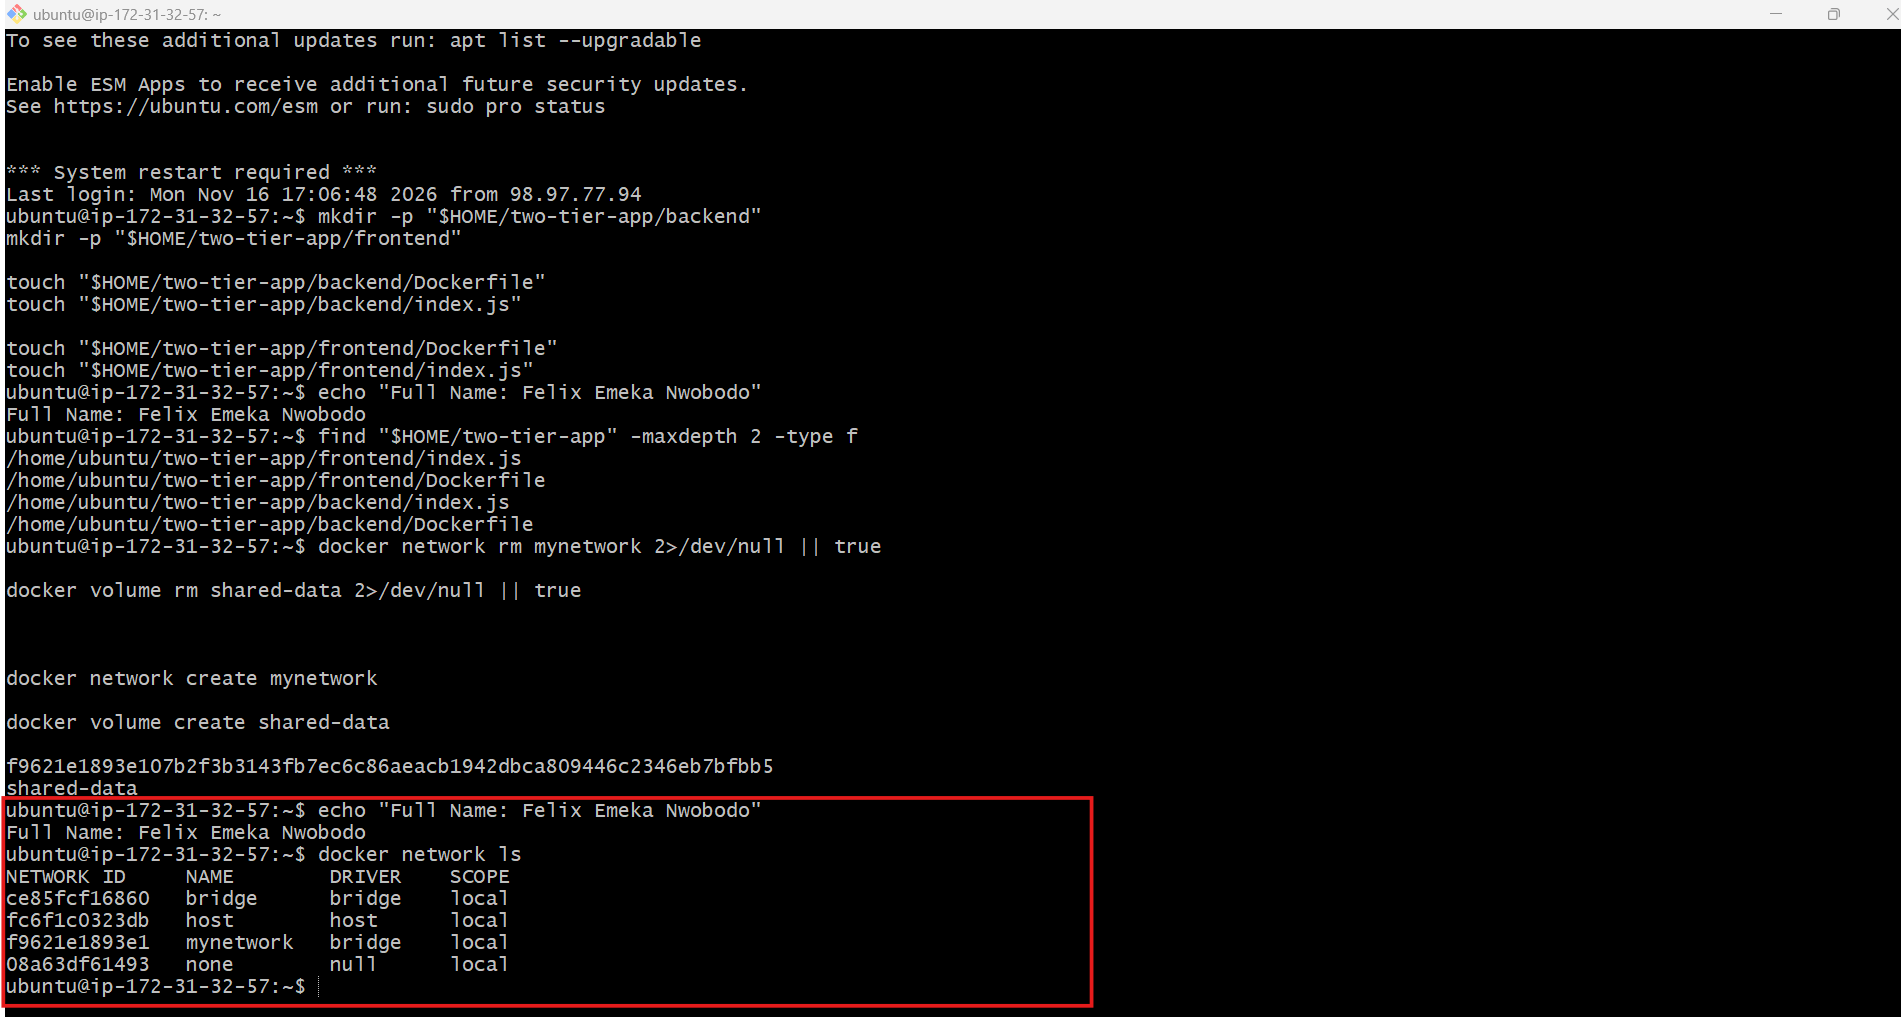 ubuntu@ip-172-31-32-57: ~
To see these additional updates run: apt list --upgradable
Enable ESM Apps to receive additional future security updates.
See https://ubuntu.com/esm or run: sudo pro status
*** System restart required ***
Last login: Mon Nov 16 17:06:48 2026 from 98.97.77.94
ubuntu@ip-172-31-32-57:~$ mkdir -p "$HOME/two-tier-app/backend"
mkdir -p "$HOME/two-tier-app/frontend"
touch "$HOME/two-tier-app/backend/Dockerfile"
touch "$HOME/two-tier-app/backend/index.js"
touch "$HOME/two-tier-app/frontend/Dockerfile"
touch "$HOME/two-tier-app/frontend/index.js"
ubuntu@ip-172-31-32-57:~$ echo "Full Name: Felix Emeka Nwobodo"
Full Name: Felix Emeka Nwobodo
ubuntu@ip-172-31-32-57:~$ find "$HOME/two-tier-app" -maxdepth 2 -type f
/home/ubuntu/two-tier-app/frontend/index.js
/home/ubuntu/two-tier-app/frontend/Dockerfile
/home/ubuntu/two-tier-app/backend/index.js
/home/ubuntu/two-tier-app/backend/Dockerfile
ubuntu@ip-172-31-32-57:~$ docker network rm mynetwork 2>/dev/null || true
docker volume rm shared-data 2>/dev/null || true
docker network create mynetwork
docker volume create shared-data
f9621e1893e107b2f3b3143fb7ec6c86aeacb1942dbca809446c2346eb7bfbb5
shared-data
ubuntu@ip-172-31-32-57:~$ echo "Full Name: Felix Emeka Nwobodo"
Full Name: Felix Emeka Nwobodo
ubuntu@ip-172-31-32-57:~$ docker network ls
NETWORK ID     NAME        DRIVER    SCOPE
ce85fcf16860   bridge      bridge    local
fc6f1c0323db   host        host      local
f9621e1893e1   mynetwork   bridge    local
08a63df61493   none        null      local
ubuntu@ip-172-31-32-57:~$